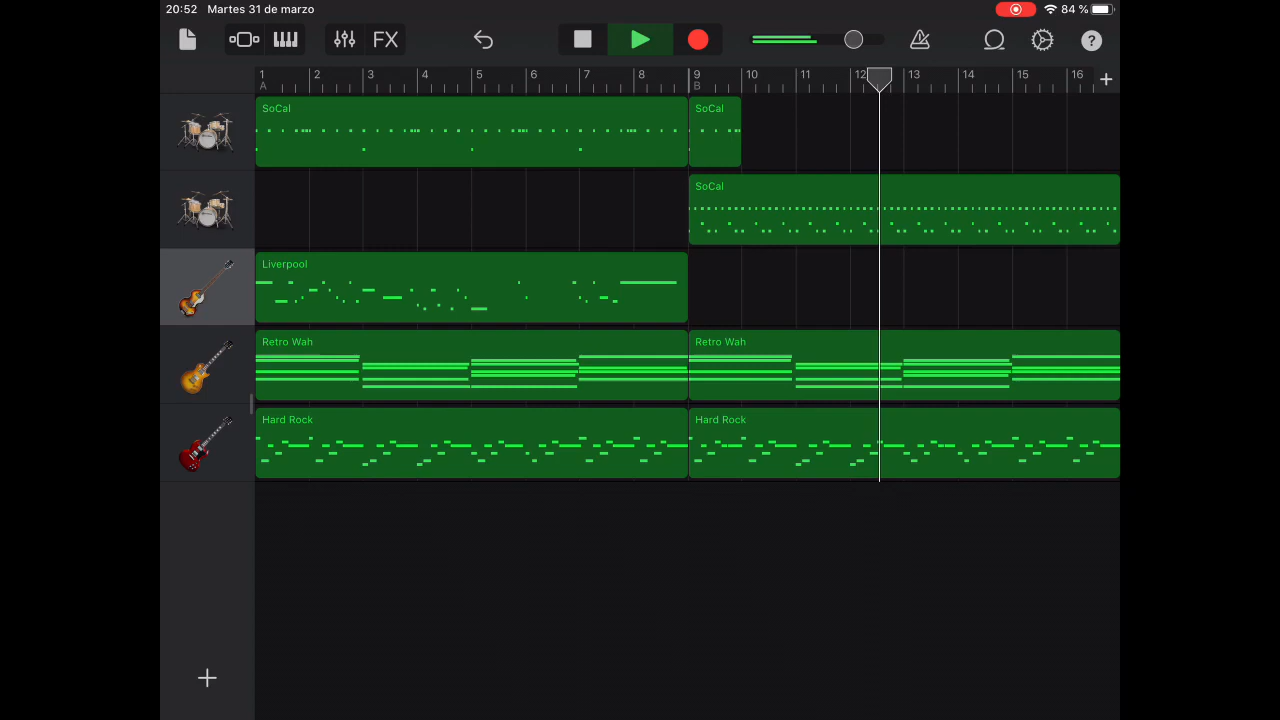 20:52 Martes 31 de marzo 84 %
FX ?
1 2 3 4 5 6 7 8 9 10 11 12 13 14 15 16 +
A B
SoCal SoCal
SoCal
Liverpool
Retro Wah Retro Wah
Hard Rock Hard Rock
+